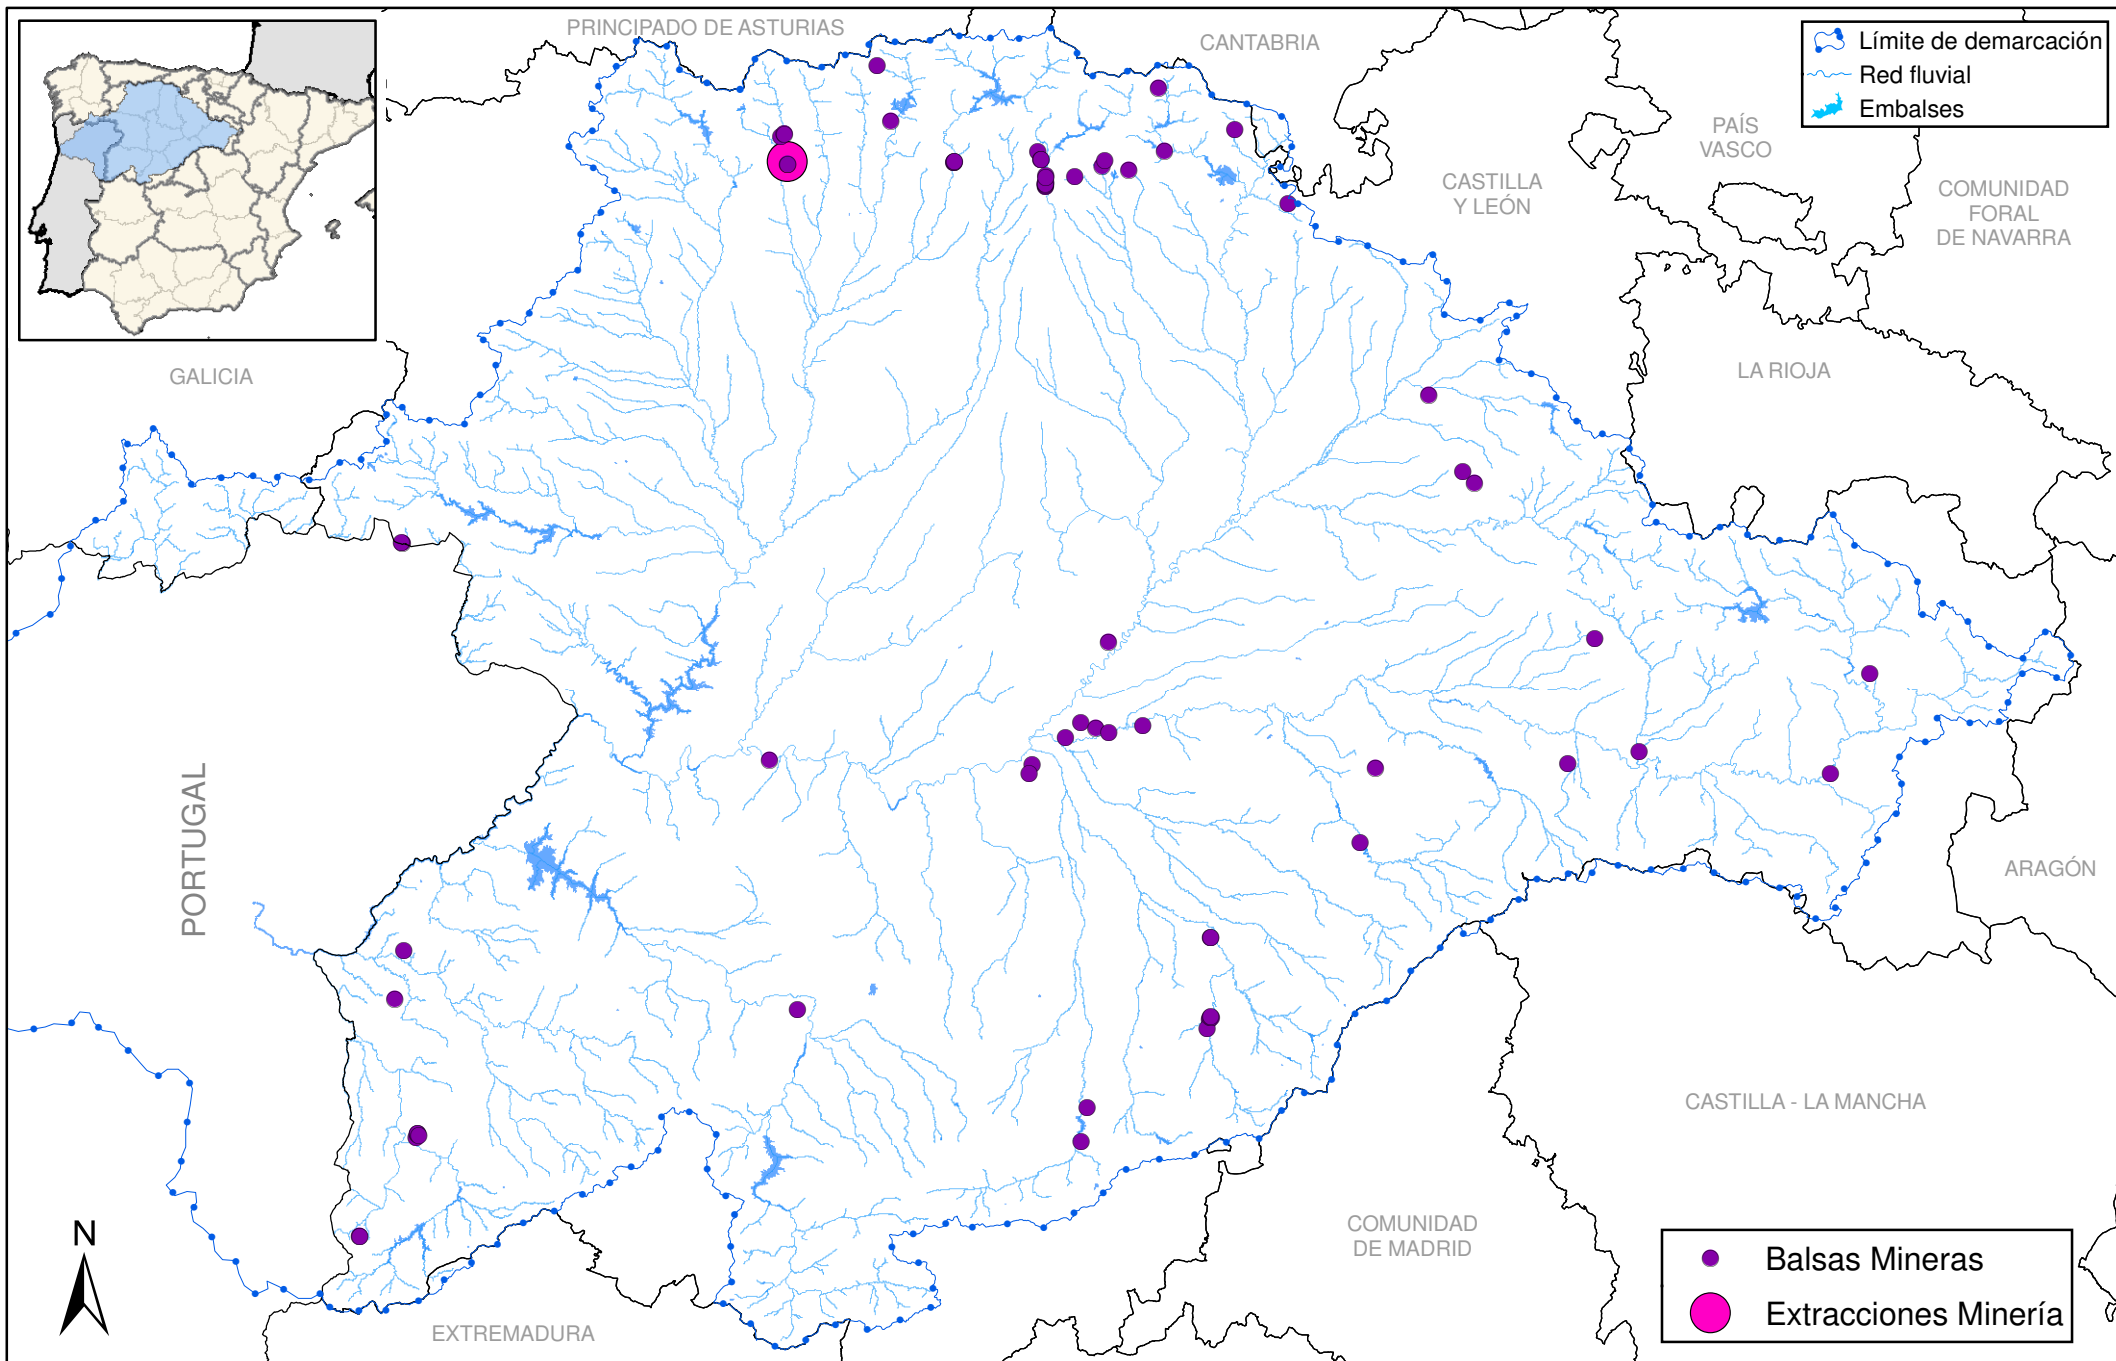 PRINCIPADO DE ASTURIAS
CANTABRIA
Límite de demarcación
Red fluvial
Embalses
PAÍS
VASCO
CASTILLA
Y LEÓN
COMUNIDAD
FORAL
DE NAVARRA
GALICIA
LA RIOJA
PORTUGAL
ARAGÓN
CASTILLA - LA MANCHA
COMUNIDAD
DE MADRID
N
EXTREMADURA
Balsas Mineras
Extracciones Minería